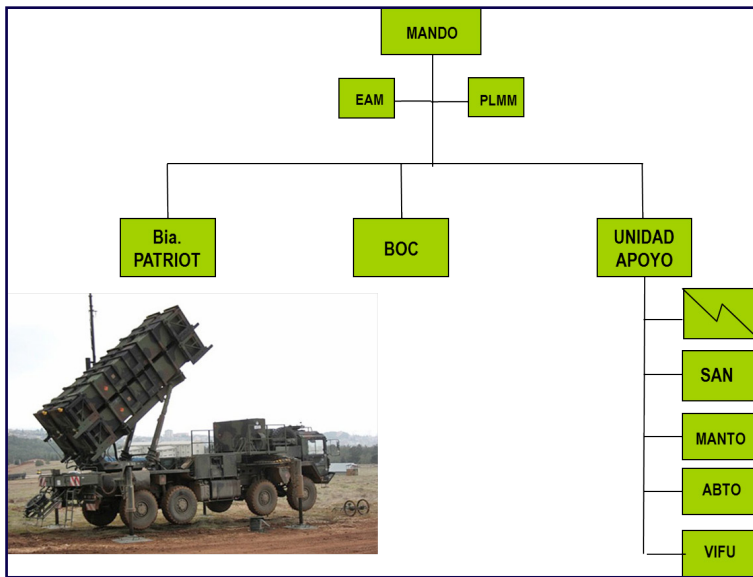 MANDO
EAM
PLMM
Bia.
PATRIOT
BOC
UNIDAD
APOYO
SAN
MANTO
ABTO
VIFU